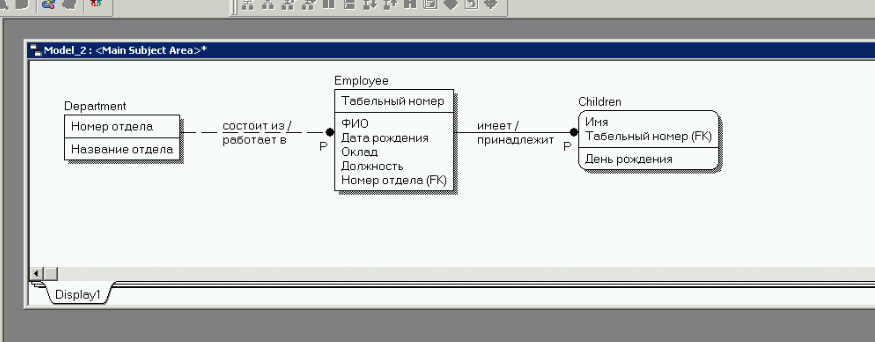 Model_2 : <Main Subject Area>*
Department
Номер отдела
Название отдела
состоит из /
работает в
P
Employee
Табельный номер
ФИО
Дата рождения
Оклад
Должность
Номер отдела (FK)
имеет /
принадлежит
P
Children
Имя
Табельный номер (FK)
День рождения
Display1